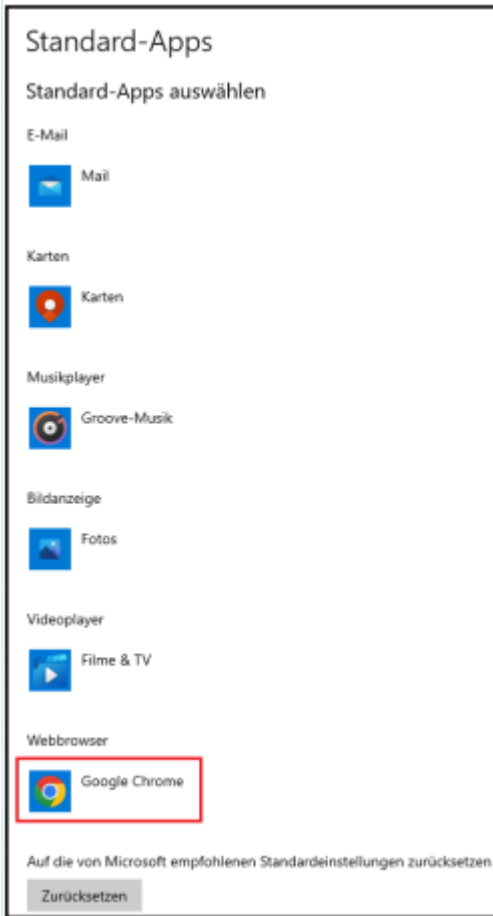 Standard-Apps
Standard-Apps auswählen
E-Mail
Mail
Karten
Karten
Musikplayer
Groove-Musik
Bildanzeige
Fotos
Videoplayer
Filme & TV
Webbrowser
Google Chrome
Auf die von Microsoft empfohlenen Standardeinstellungen zurücksetzen
Zurücksetzen